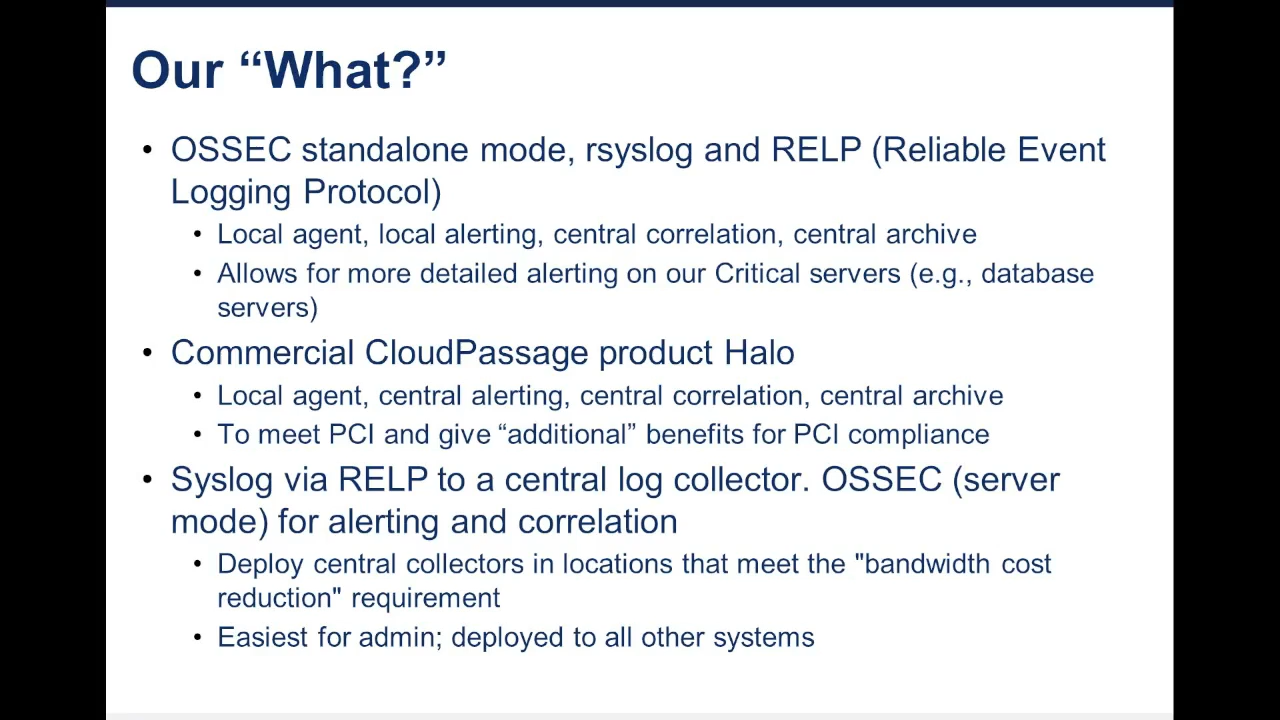 Our “What?”
• OSSEC standalone mode, rsyslog and RELP (Reliable Event
Logging Protocol)
• Local agent, local alerting, central correlation, central archive
• Allows for more detailed alerting on our Critical servers (e.g., database
servers)
• Commercial CloudPassage product Halo
• Local agent, central alerting, central correlation, central archive
• To meet PCI and give “additional” benefits for PCI compliance
• Syslog via RELP to a central log collector. OSSEC (server
mode) for alerting and correlation
• Deploy central collectors in locations that meet the "bandwidth cost
reduction" requirement
• Easiest for admin; deployed to all other systems